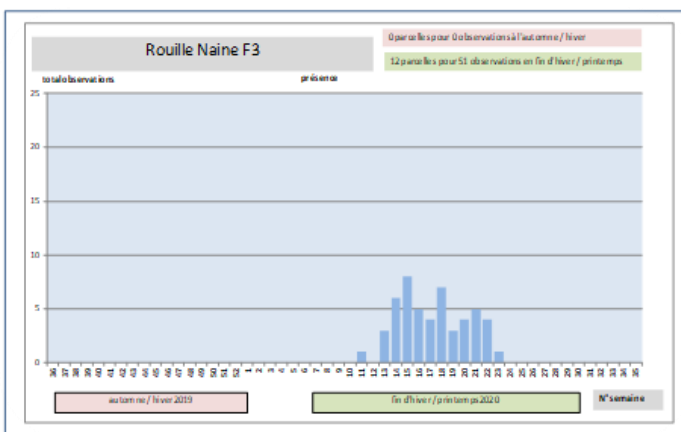 Rouille Naine F3
0 parcelles pour 0 observations à l'automne / hiver
12 parcelles pour 51 observations en fin d'hiver / printemps
total observations
présence
25
20
15
10
5
0
36 37 38 39 40 41 42 43 44 45 46 47 48 49 50 51 52 1 2 3 4 5 6 7 8 9 10 11 12 13 14 15 16 17 18 19 20 21 22 23 24 25 26 27 28 29 30 31 32 33 34 35
automne / hiver 2019
fin d'hiver / printemps 2020
N° semaine